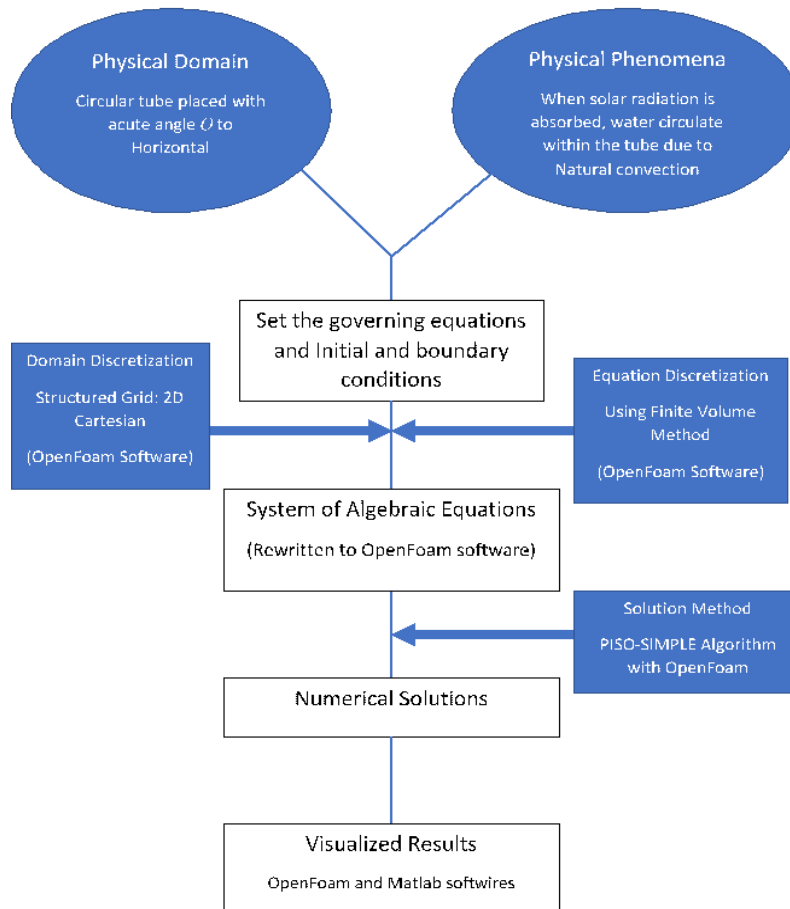 Physical Domain
Circular tube placed with
acute angle O to
Horizontal
Physical Phenomena
When solar radiation is
absorbed, water circulate
within the tube due to
Natural convection
Set the governing equations
and Initial and boundary
conditions
Domain Discretization
Structured Grid: 2D
Cartesian
(OpenFoam Software)
Equation Discretization
Using Finite Volume
Method
(OpenFoam Software)
System of Algebraic Equations
(Rewritten to OpenFoam software)
Solution Method
PISO-SIMPLE Algorithm
with OpenFoam
Numerical Solutions
Visualized Results
OpenFoam and Matlab softwires